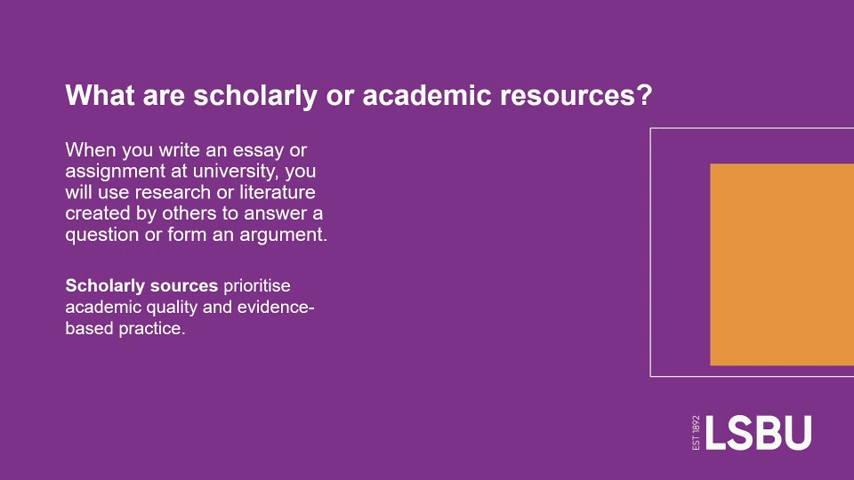 What are scholarly or academic resources?
When you write an essay or
assignment at university, you
will use research or literature
created by others to answer a
question or form an argument.
Scholarly sources prioritise
academic quality and evidence-
based practice.
EST 1892
LSBU